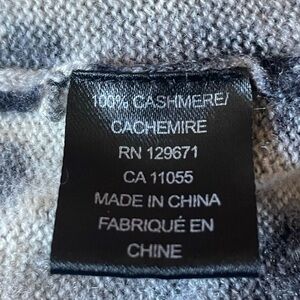 100% CASHMERE/
CACHEMIRE
RN 129671
CA 11055
MADE IN CHINA
FABRIQUÉ EN
CHINE